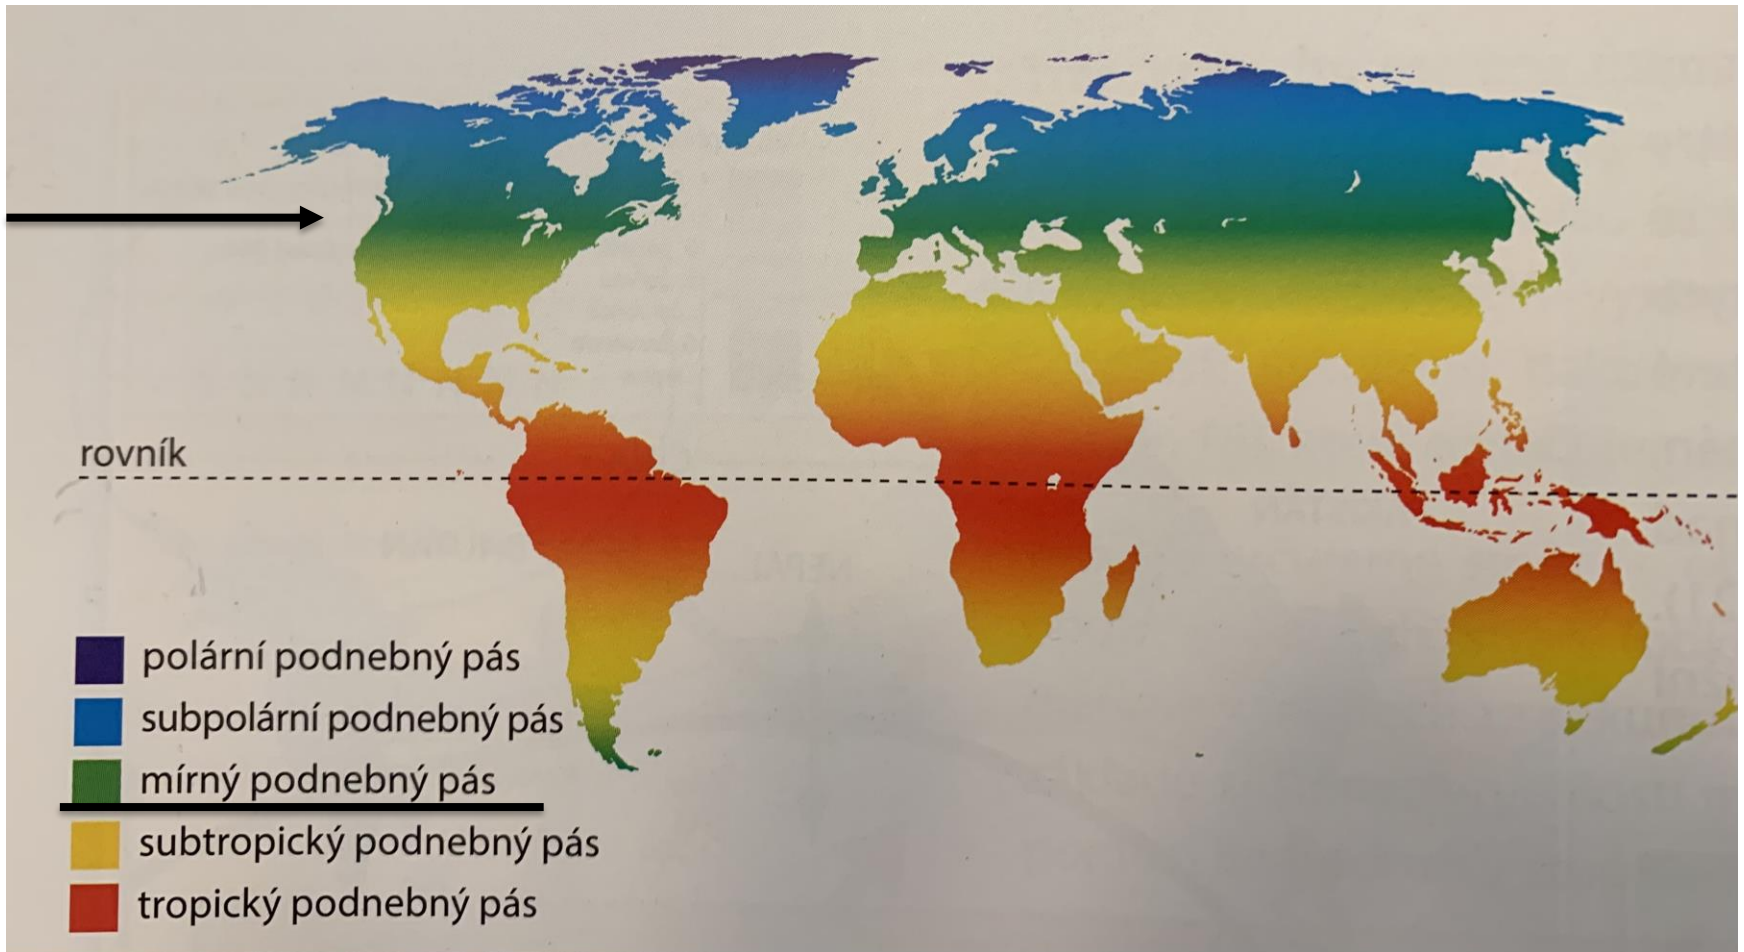 rovník
polární podnebný pás
subpolární podnebný pás
mírný podnebný pás
subtropický podnebný pás
tropický podnebný pás